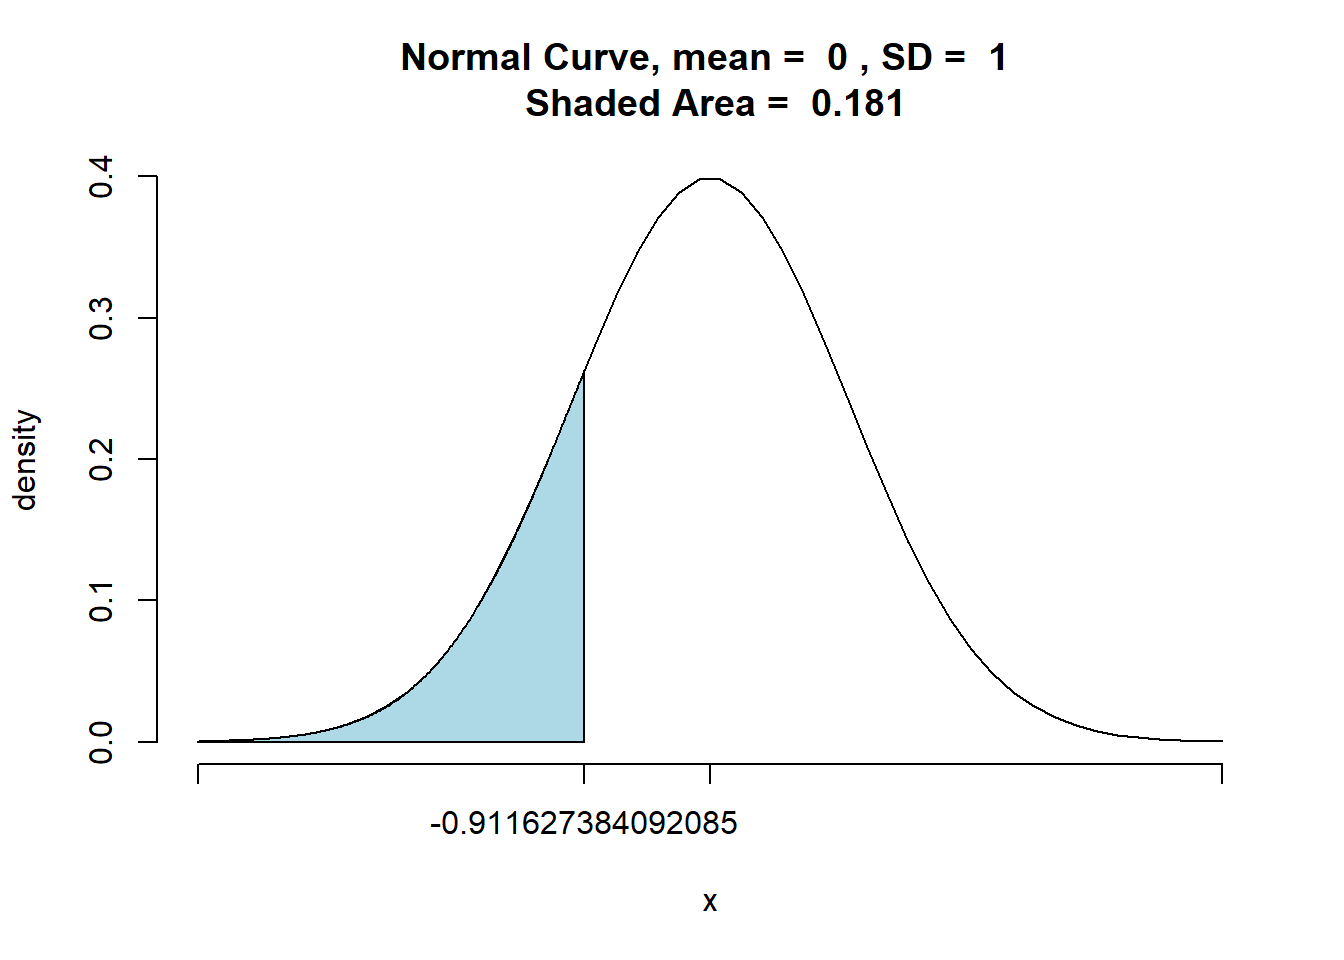 Normal Curve, mean =  0 , SD =  1
Shaded Area =  0.181
0.4
0.3
0.2
0.1
0.0
density
-0.911627384092085
x